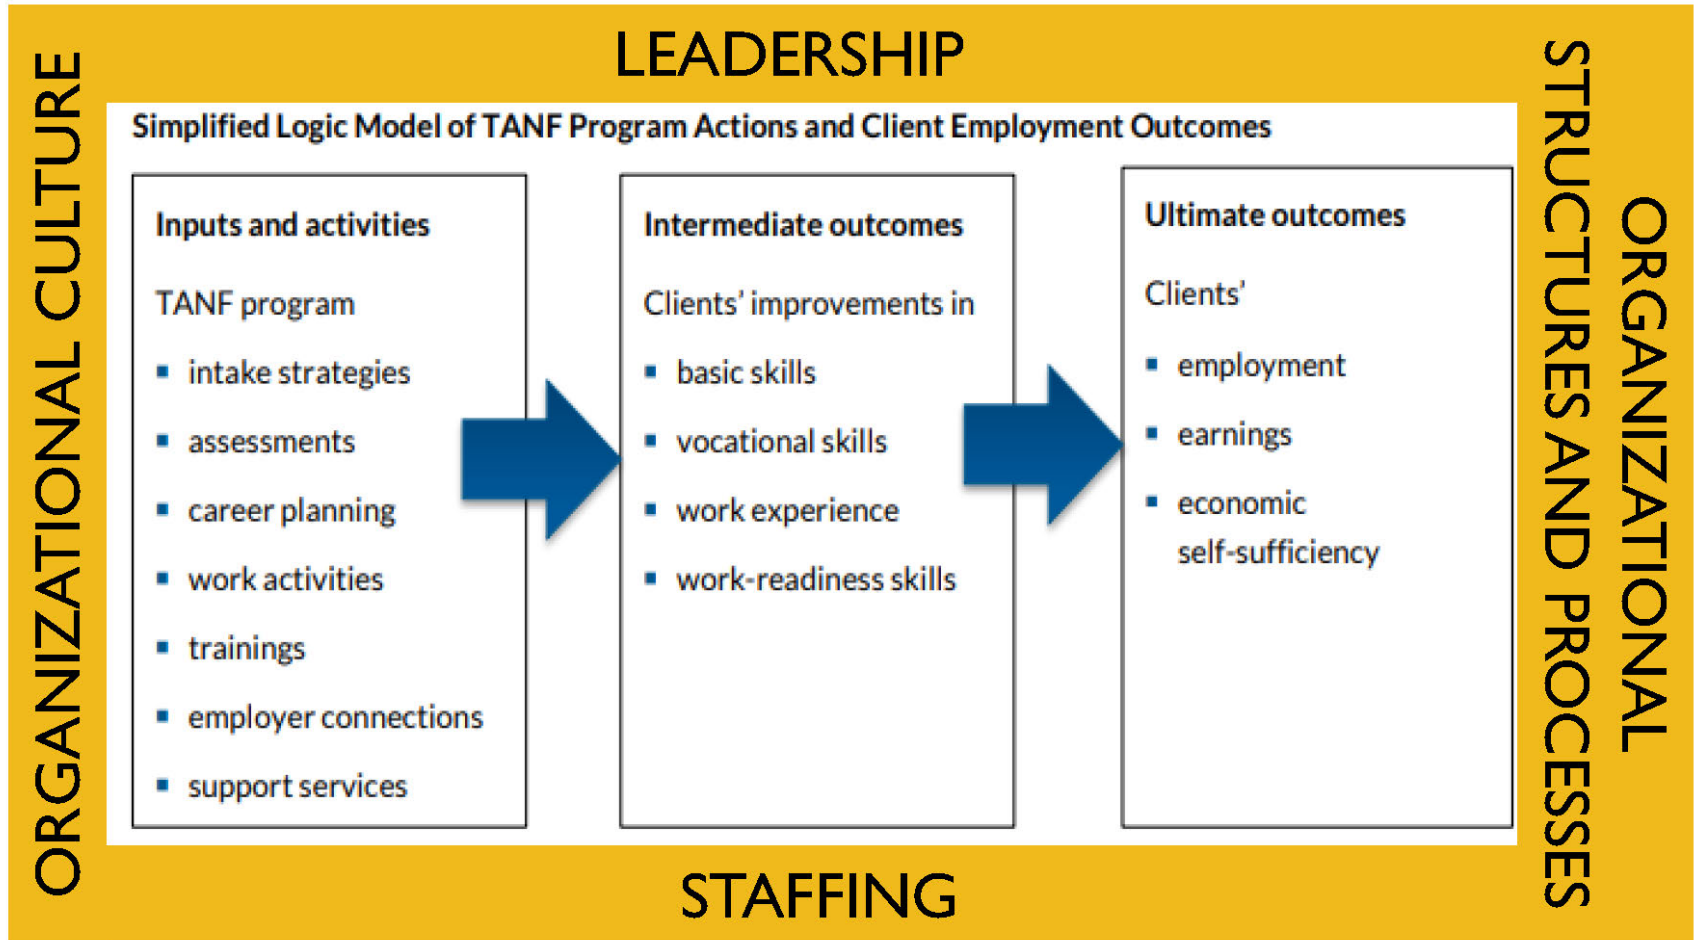 LEADERSHIP
ORGANIZATIONAL CULTURE
Simplified Logic Model of TANF Program Actions and Client Employment Outcomes
Inputs and activities
TANF program
▪ intake strategies
▪ assessments
▪ career planning
▪ work activities
▪ trainings
▪ employer connections
▪ support services
Intermediate outcomes
Clients’ improvements in
▪ basic skills
▪ vocational skills
▪ work experience
▪ work-readiness skills
Ultimate outcomes
Clients’
▪ employment
▪ earnings
▪ economic
self-sufficiency
ORGANIZATIONAL
STRUCTURES AND PROCESSES
STAFFING